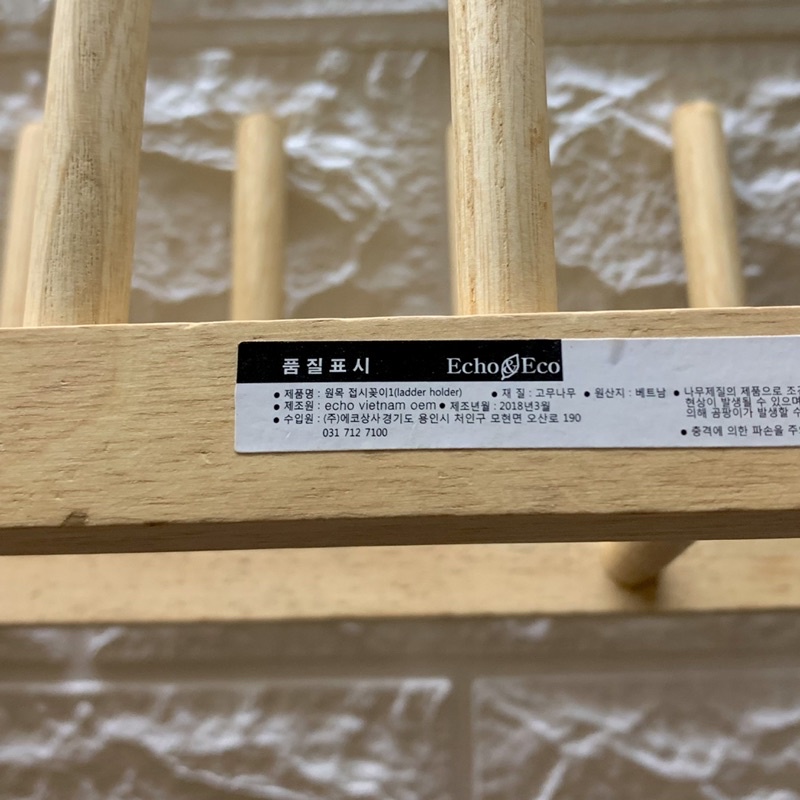 품질표시 Echo&Eco
● 제품명 : 원목 접시꽂이1(ladder holder) ● 재 질 : 고무나무 ● 원산지 : 베트남 ● 나무제질의 제품으로
● 제조원 : echo vietnam oem ● 제조년월 : 2018년3월 현상이 발생될 수 있으며
● 수입원 : (주)에코상사 경기도 용인시 처인구 모현면 오산로 190 의해 곰팡이가 발생할
031 712 7100 ● 충격에 의한 파손을